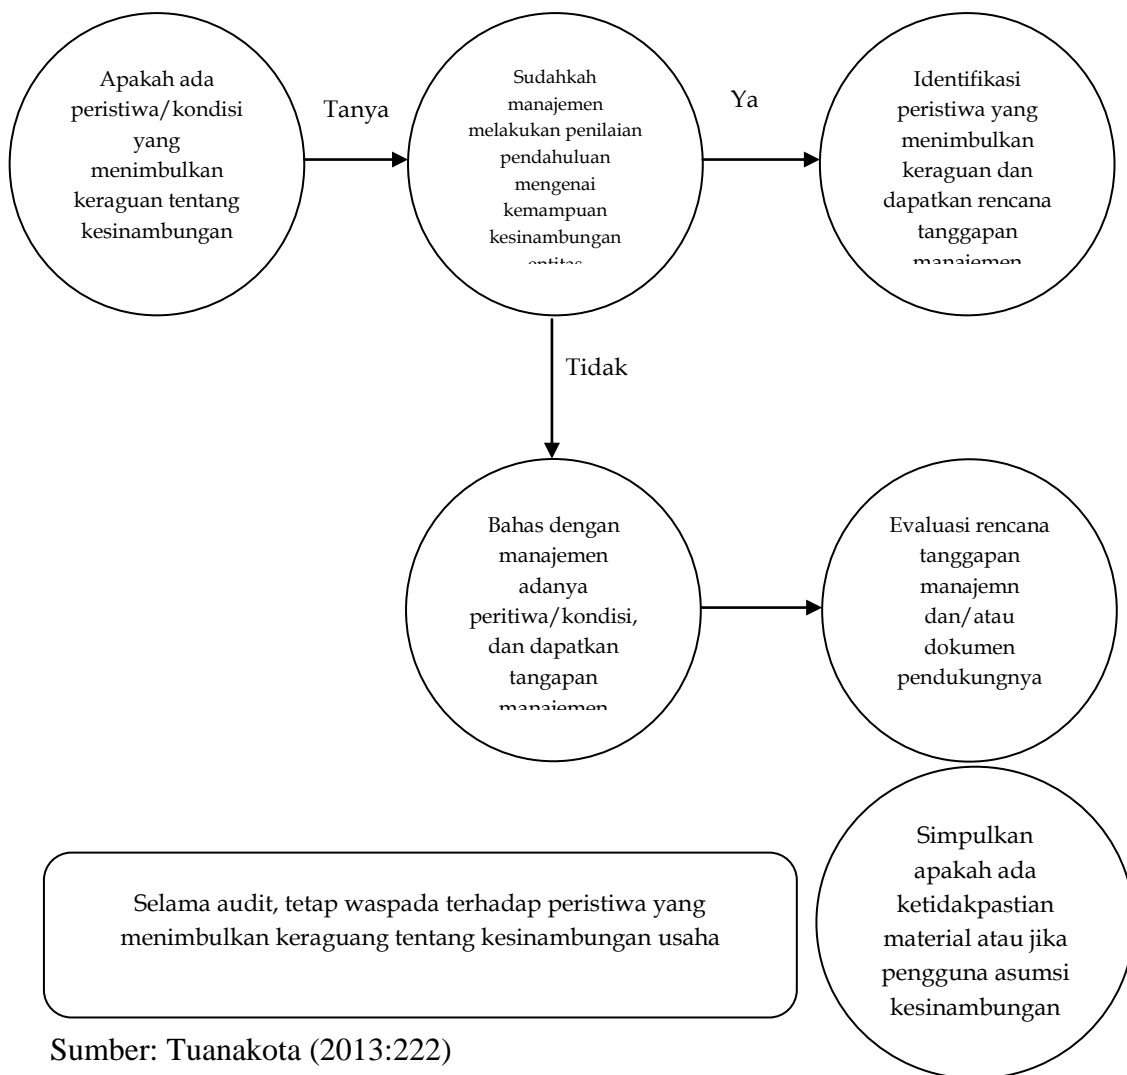 Apakah ada
peristiwa/kondisi
yang
menimbulkan
keraguan tentang
kesinambungan
Tanya
Sudahkah
manajemen
melakukan penilaian
pendahuluan
mengenai
kemampuan
kesinambungan
entitas
Ya
Identifikasi
peristiwa yang
menimbulkan
keraguan dan
dapatkan rencana
tanggapan
manajemen
Tidak
Bahas dengan
manajemen
adanya
peritiwa/kondisi,
dan dapatkan
tangapan
manajemen
Evaluasi rencana
tanggapan
manajemn
dan/atau
dokumen
pendukungnya
Simpulkan
apakah ada
ketidakpastian
material atau jika
pengguna asumsi
kesinambungan
Selama audit, tetap waspada terhadap peristiwa yang
menimbulkan keraguang tentang kesinambungan usaha
Sumber: Tuanakota (2013:222)